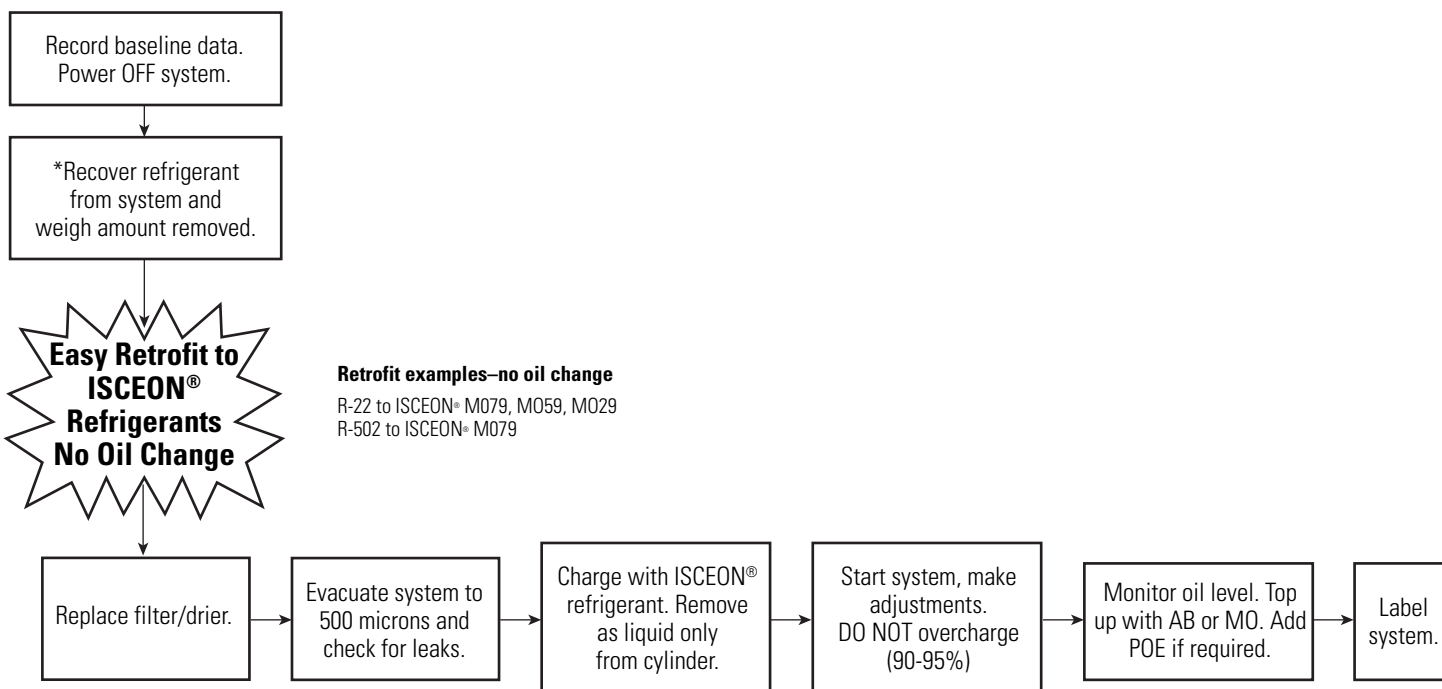 Record baseline data.
Power OFF system.
*Recover refrigerant
from system and
weigh amount removed.
Easy Retrofit to
ISCEON®
Refrigerants
No Oil Change
Retrofit examples–no oil change
R-22 to ISCEON® M079, MO59, MO29
R-502 to ISCEON® M079
Replace filter/drier.
Evacuate system to
500 microns and
check for leaks.
Charge with ISCEON®
refrigerant. Remove
as liquid only
from cylinder.
Start system, make
adjustments.
DO NOT overcharge
(90-95%)
Monitor oil level. Top
up with AB or MO. Add
POE if required.
Label
system.